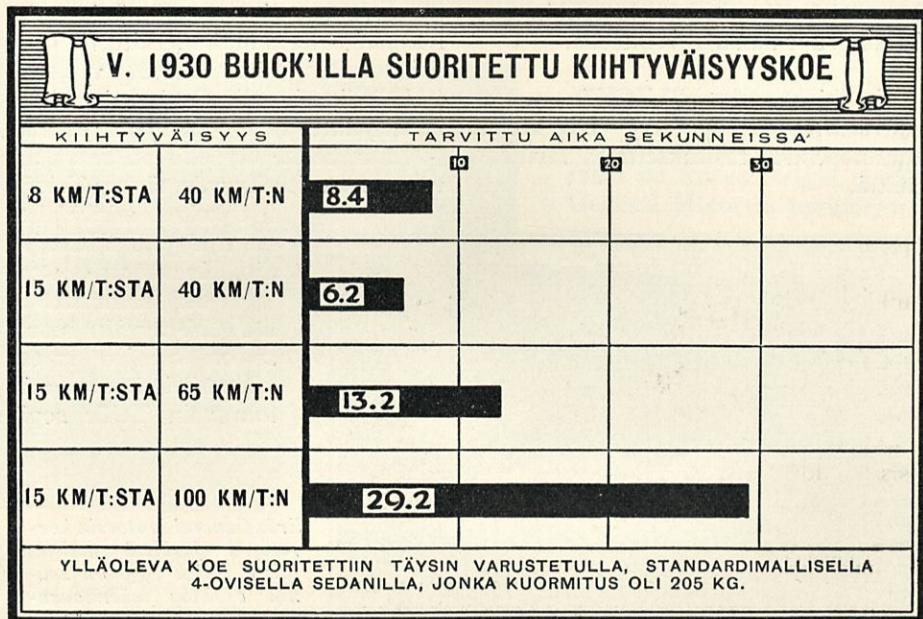 V. 1930 BUICK'ILLA SUORITETTU KIIHTYVÄISYYSKOE
KIIHTYVÄISYYS TARVITTU AIKA SEKUNNEISSA
10 20 30
8 KM/T:STA 40 KM/T:N 8.4
15 KM/T:STA 40 KM/T:N 6.2
15 KM/T:STA 65 KM/T:N 13.2
15 KM/T:STA 100 KM/T:N 29.2
YLLÄOLEVA KOE SUORITETTIIN TÄYSIN VARUSTETULLA, STANDARDIMALLISELLA
4-OVISELLA SEDANILLA, JONKA KUORMITUS OLI 205 KG.